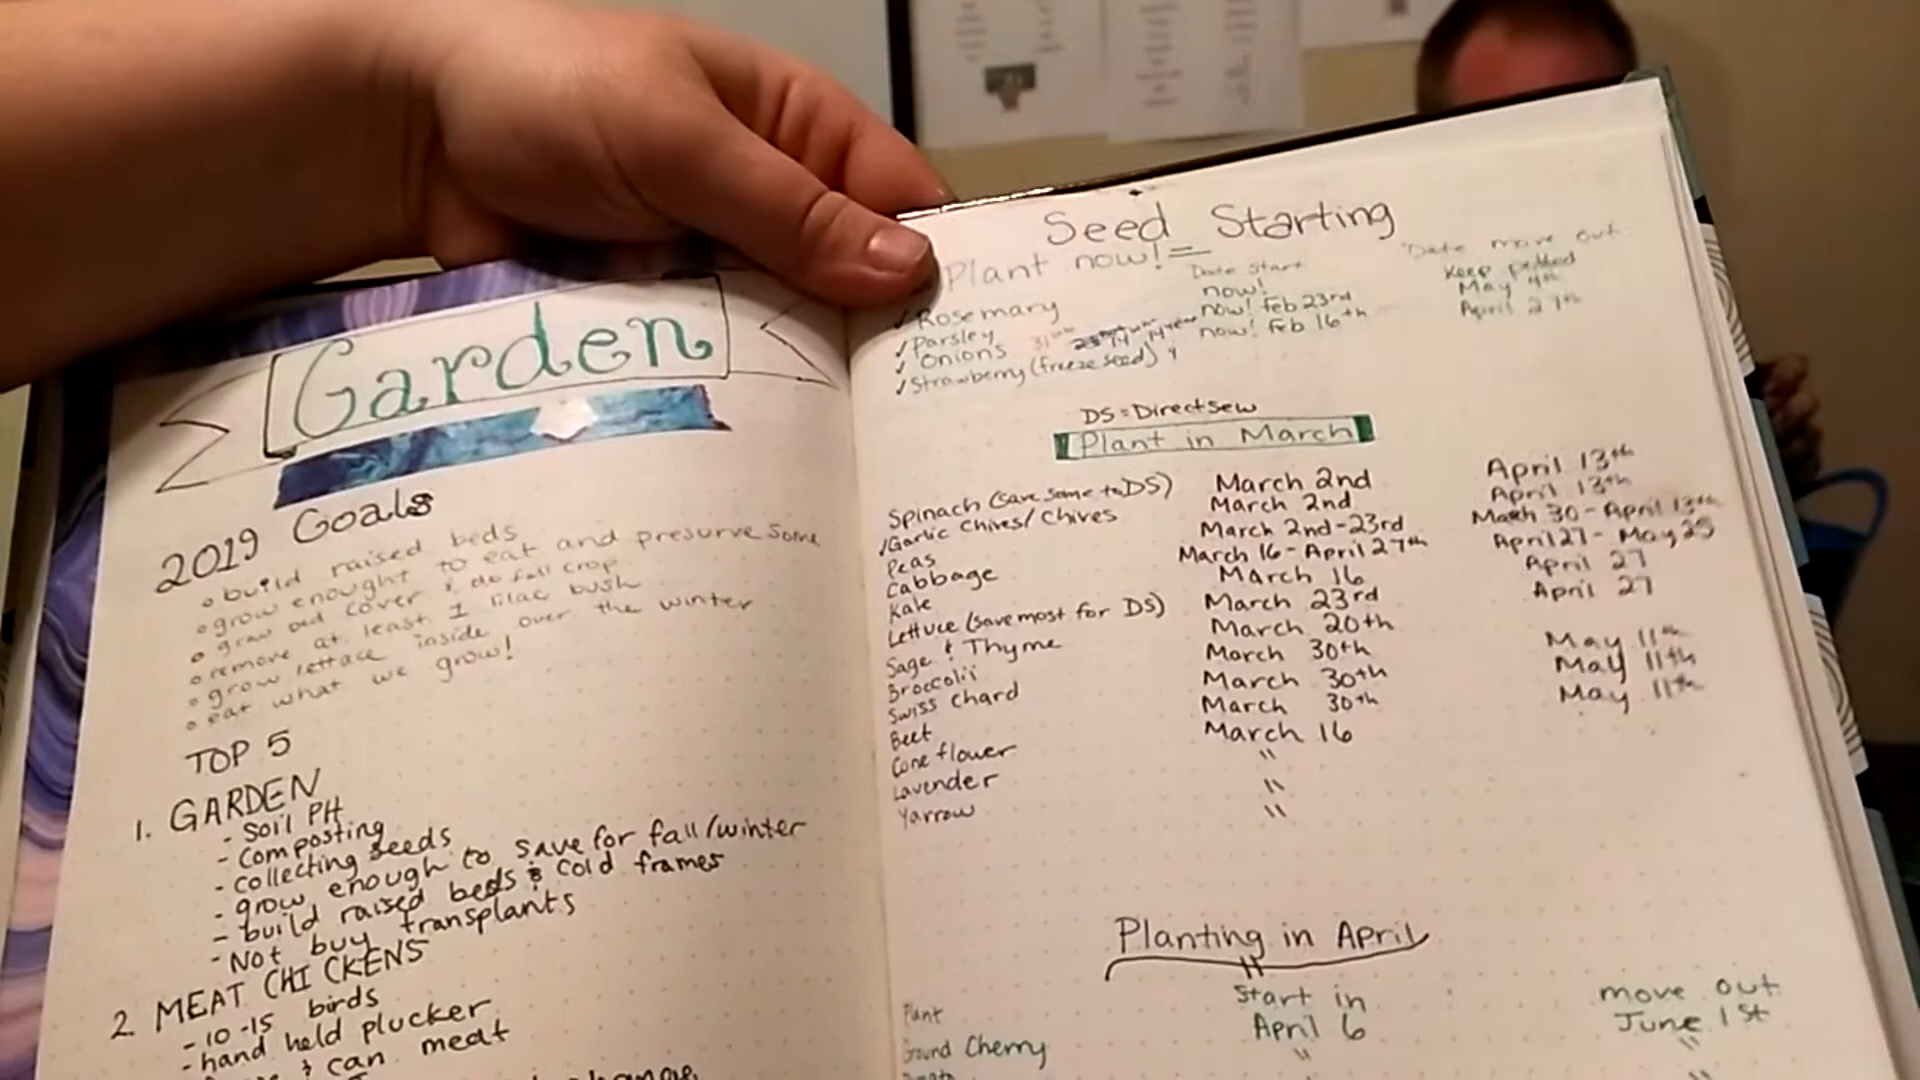 Garden
2019 Goals
o build raised beds
o grow enought to eat and preserve some
o grow out cover & do fall crop
o remove at least 1 lilac bush
o grow lettace inside over the winter
o eat what we grow!
TOP 5
1. GARDEN
- Soil PH
- Composting
- collecting seeds
- grow enough to save for fall/winter
- build raised beds & cold frames
- Not buy transplants
2. MEAT CHICKENS
- 10-15 birds
- hand held plucker
& can meat
Seed Starting
Plant now!
Date Start
Date move out
✓ Rosemary now! Keep potted
✓ Parsley now! Feb 23rd May 4th
✓ Onions now! Feb 16th April 27th
✓ Strawberry (freeze seed)
DS = Direct Sew
Plant in March
Spinach (save some to DS) March 2nd April 13th
✓ Garlic Chives/Chives March 2nd April 13th
Peas March 2nd-23rd March 30-April 13th
Cabbage March 16-April 27th April 27-May 25
Kale March 16 April 27
Lettuce (save most for DS) March 23rd April 27
Sage & Thyme March 20th
Broccolii March 30th May 11th
Swiss Chard March 30th May 11th
Beet March 30th May 11th
Cone flower March 16
Lavender "
Yarrow "
"
Planting in April
Plant Start in move out
Ground Cherry April 6 June 1st
" "
"